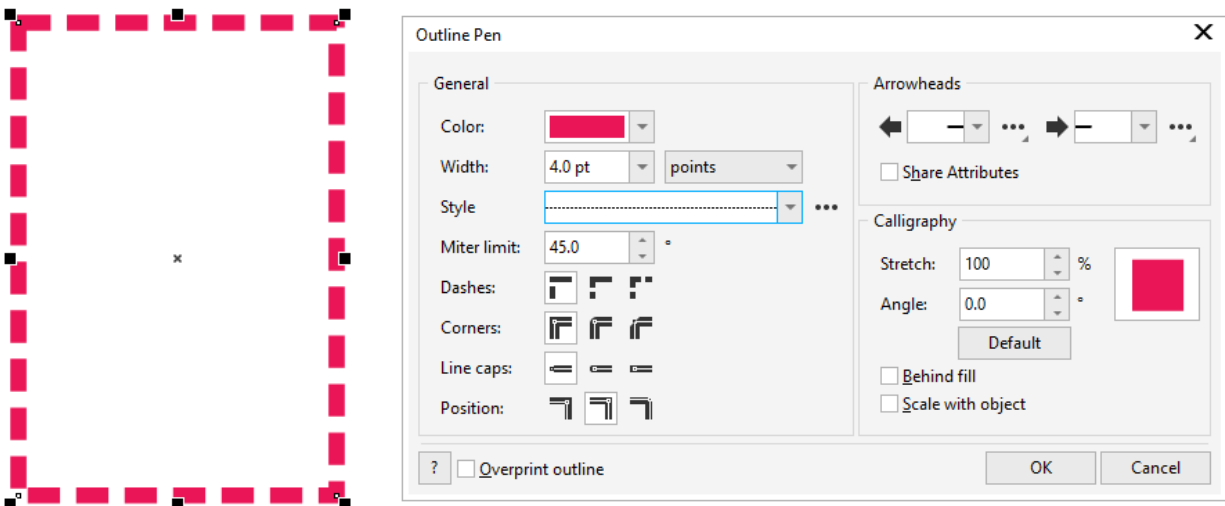 Outline Pen
General
Color:
Width: 4.0 pt points
Style
Miter limit: 45.0 °
Dashes:
Corners:
Line caps:
Position:
Arrowheads
Share Attributes
Calligraphy
Stretch: 100 %
Angle: 0.0 °
Default
Behind fill
Scale with object
? Overprint outline
OK Cancel